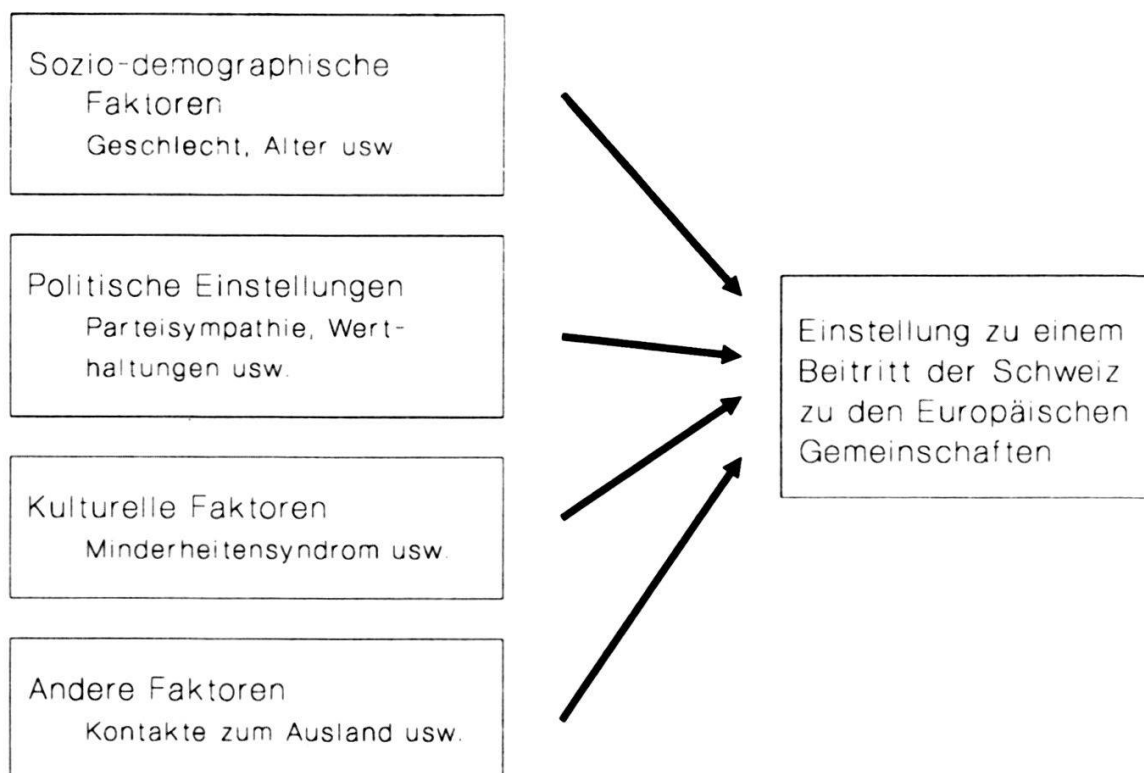 Sozio-demographische
Faktoren
Geschlecht, Alter usw.
Politische Einstellungen
Parteisympathie, Wert-
haltungen usw.
Kulturelle Faktoren
Minderheitensyndrom usw.
Andere Faktoren
Kontakte zum Ausland usw.
Einstellung zu einem
Beitritt der Schweiz
zu den Europäischen
Gemeinschaften